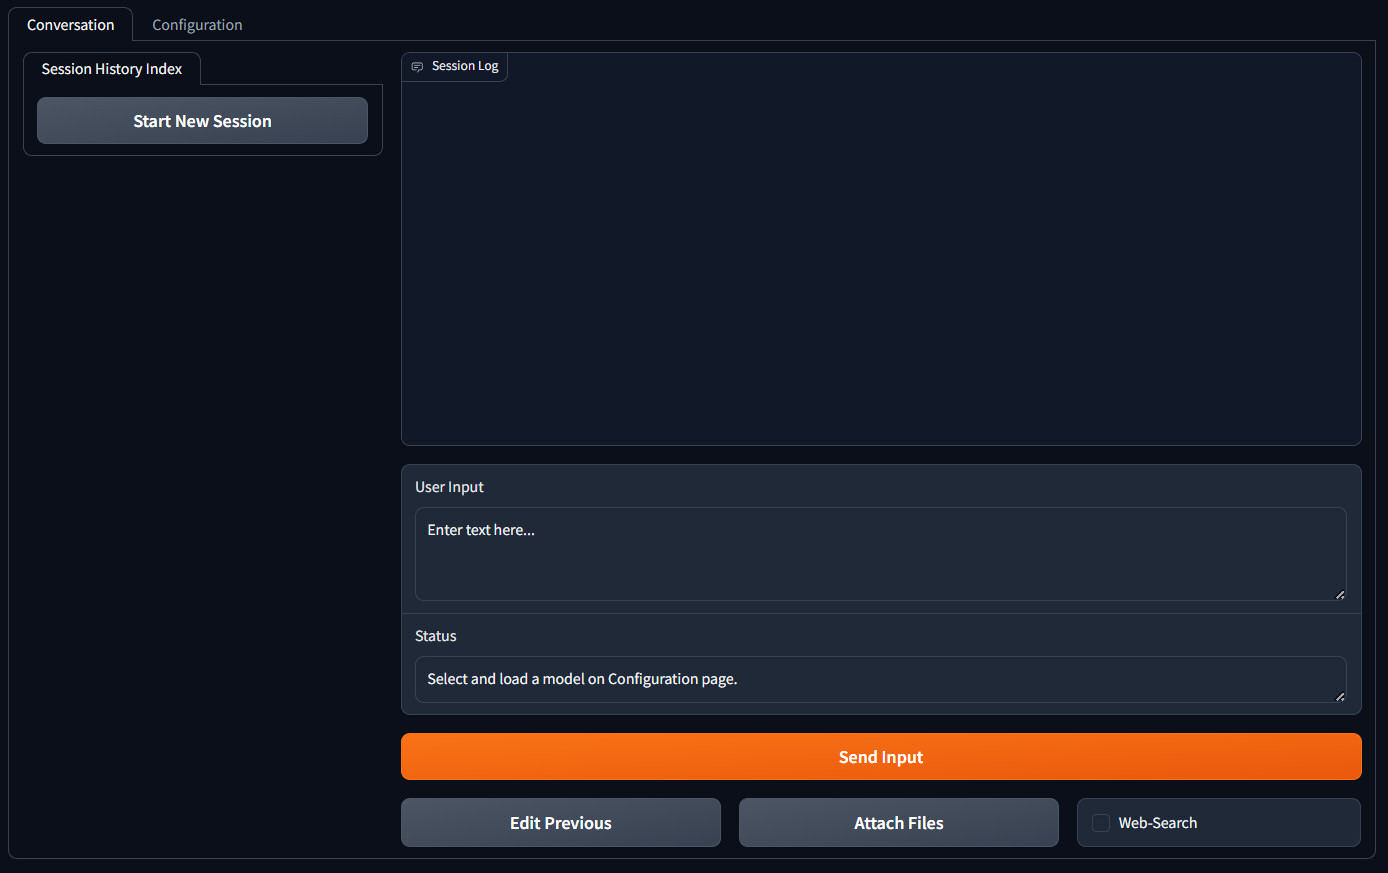 Conversation
Configuration
Session History Index
Start New Session
Session Log
User Input
Enter text here...
Status
Select and load a model on Configuration page.
Send Input
Edit Previous
Attach Files
Web-Search